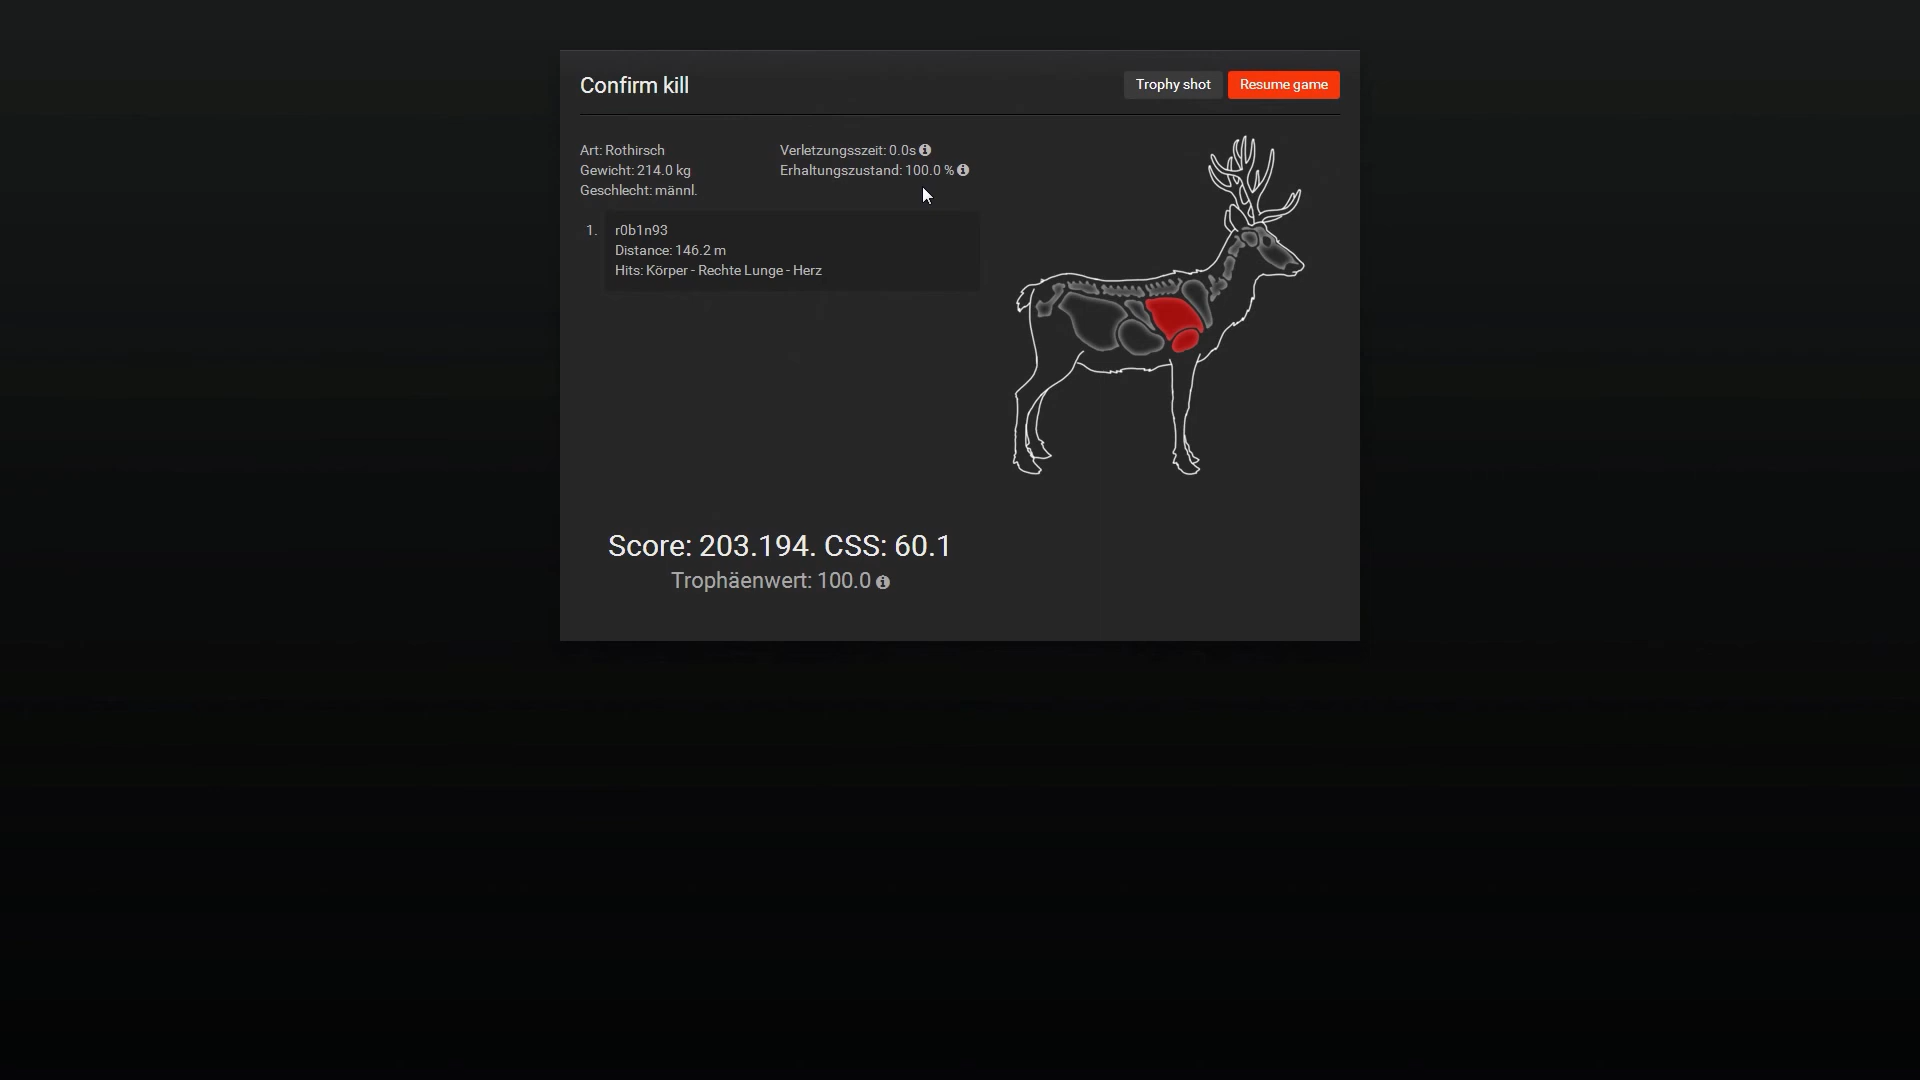 Confirm kill
Trophy shot
Resume game
Art: Rothirsch
Gewicht: 214.0 kg
Geschlecht: männl.
Verletzungsszeit: 0.0s
Erhaltungszustand: 100.0 %
1.
r0b1n93
Distance: 146.2 m
Hits: Körper - Rechte Lunge - Herz
Score: 203.194. CSS: 60.1
Trophäenwert: 100.0